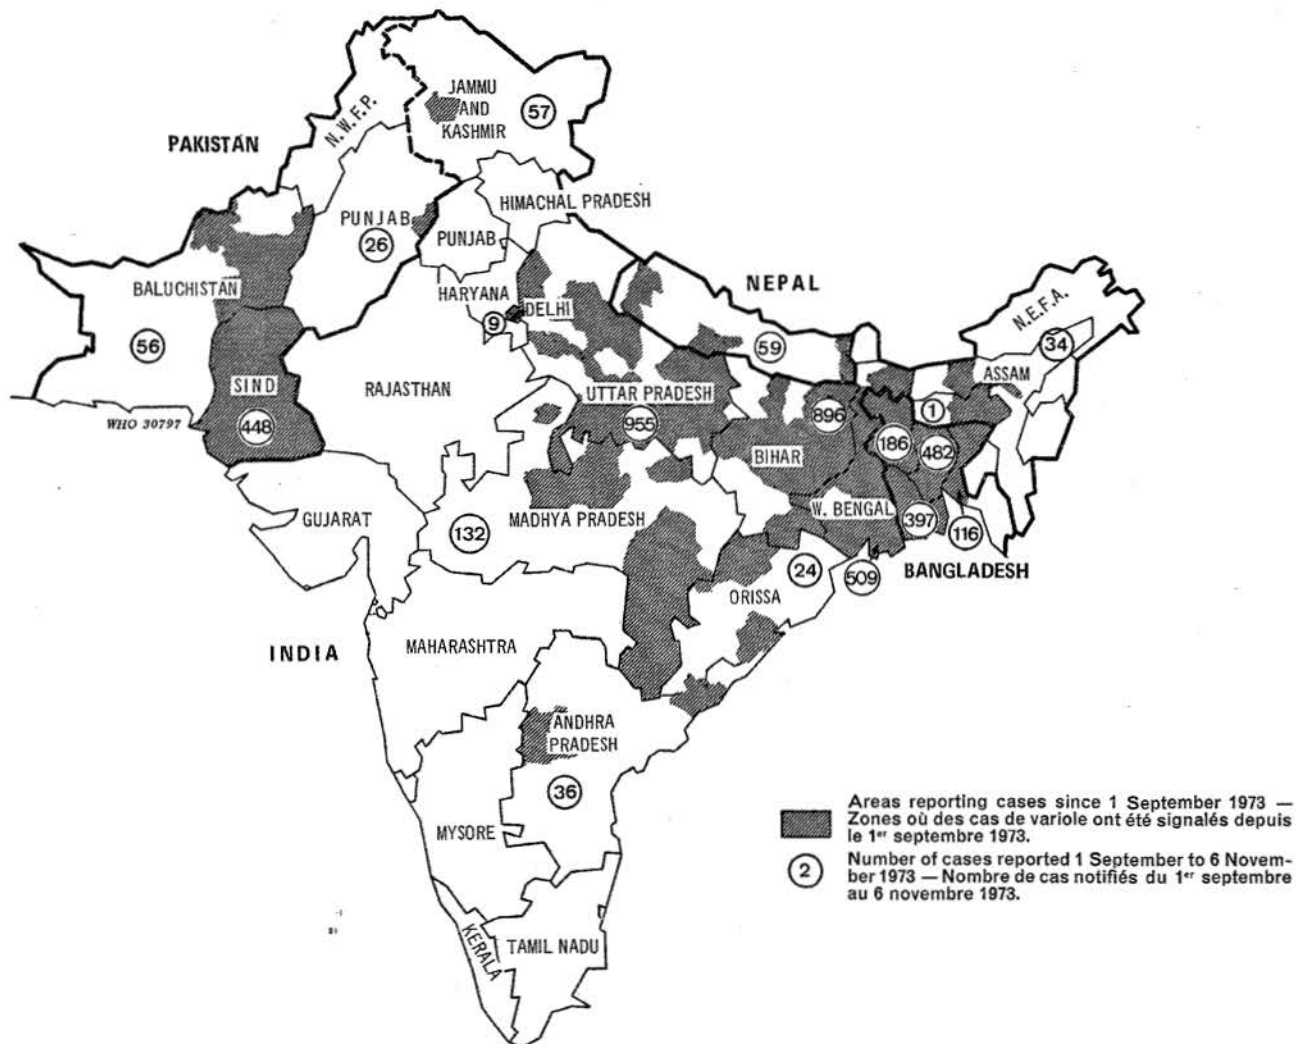 JAMMU
AND
KASHMIR
57
N.W.F.P.
PAKISTAN
HIMACHAL PRADESH
PUNJAB
26
PUNJAB
BALUCHISTAN
HARYANA
DELHI
9
NEPAL
N.E.F.A.
34
56
59
ASSAM
SIND
RAJASTHAN
UTTAR PRADESH
WHO 30797
448
955
896
1
186
482
BIHAR
GUJARAT
132
MADHYA PRADESH
W. BENGAL
397
116
BANGLADESH
24
509
ORISSA
INDIA
MAHARASHTRA
ANDHRA
PRADESH
36
MYSORE
KERALA
TAMIL NADU
Areas reporting cases since 1 September 1973 —
Zones où des cas de variole ont été signalés depuis
le 1er septembre 1973.
2
Number of cases reported 1 September to 6 Novem-
ber 1973 — Nombre de cas notifiés du 1er septembre
au 6 novembre 1973.